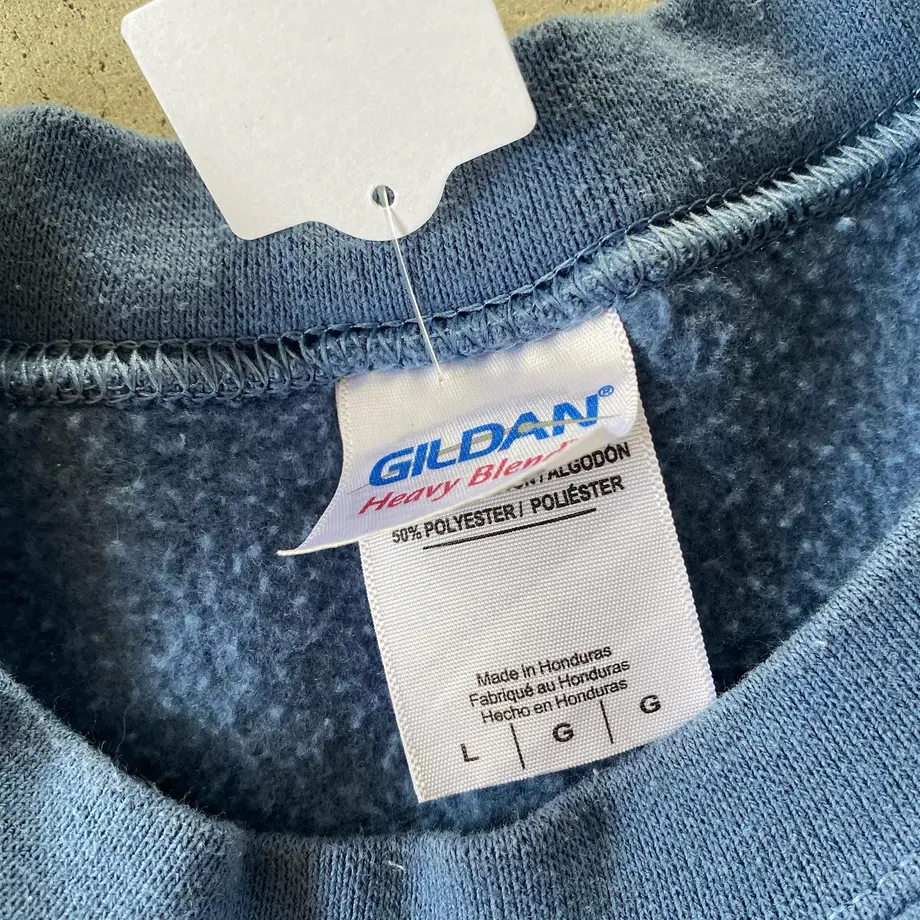 GILDAN®
Heavy Blend
ALGODÓN
50% POLYESTER / POLIÉSTER
Made in Honduras
Fabriqué au Honduras
Hecho en Honduras
L | G | G